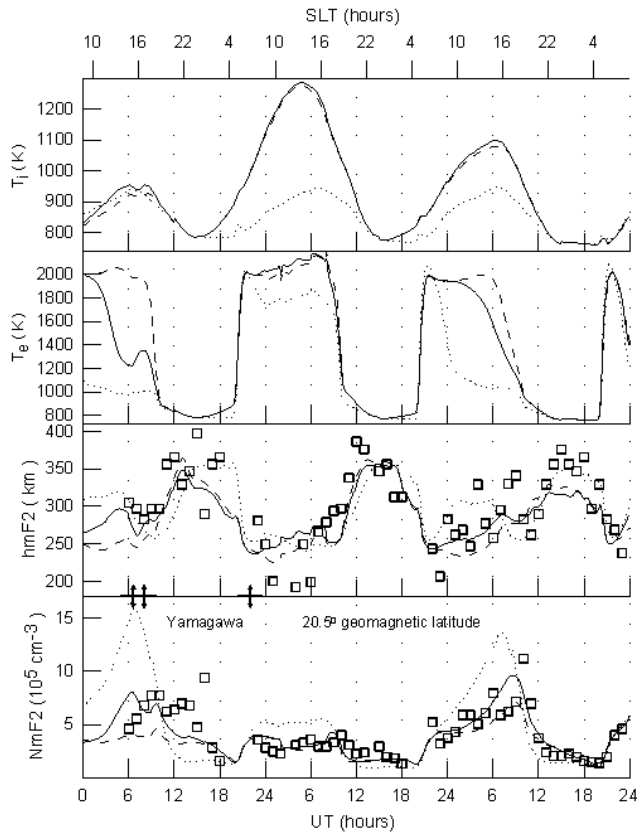 SLT (hours)
10 16 22 4 10 16 22 4 10 16 22 4
Ti (K)
1200
1100
1000
900
800
Te (K)
2000
1800
1600
1400
1200
1000
800
hmF2 ( km )
400
350
300
250
200
NmF2 (10⁵ cm⁻³)
Yamagawa 20.5º geomagnetic latitude
15
10
5
0 6 12 18 24 6 12 18 24 6 12 18 24
UT (hours)